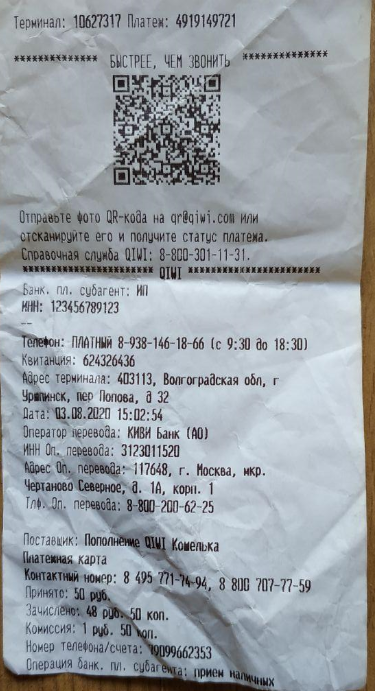 Терминал: 10627317 Платеж: 4919149721
************** БЫСТРЕЕ, ЧЕМ ЗВОНИТЬ **************
Отправьте фото QR-кода на qr@qiwi.com или
отсканируйте его и получите статус платежа.
Справочная служба QIWI: 8-800-301-11-31.
********************** QIWI **********************
Банк. пл. субагент: ИП
ИНН: 123456789123
--
Телефон: ПЛАТНЫЙ 8-938-146-18-66 (с 9:30 до 18:30)
Квитанция: 624326436
Адрес терминала: 403113, Волгоградская обл, г
Урюпинск, пер Попова, д 32
Дата: 03.08.2020 15:02:54
Оператор перевода: КИВИ Банк (АО)
ИНН Оп. перевода: 3123011520
Адрес Оп. перевода: 117648, г. Москва, мкр.
Чертаново Северное, д. 1А, корп. 1
Тлф. Оп. перевода: 8-800-200-62-25
Поставщик: Пополнение QIWI Кошелька
Платежная карта
Контактный номер: 8 495 771-74-94, 8 800 707-77-59
Принято: 50 руб.
Зачислено: 48 руб. 50 коп.
Комиссия: 1 руб. 50 коп.
Номер телефона/счета: 9099662353
Операция банк. пл. субагента: прием наличных